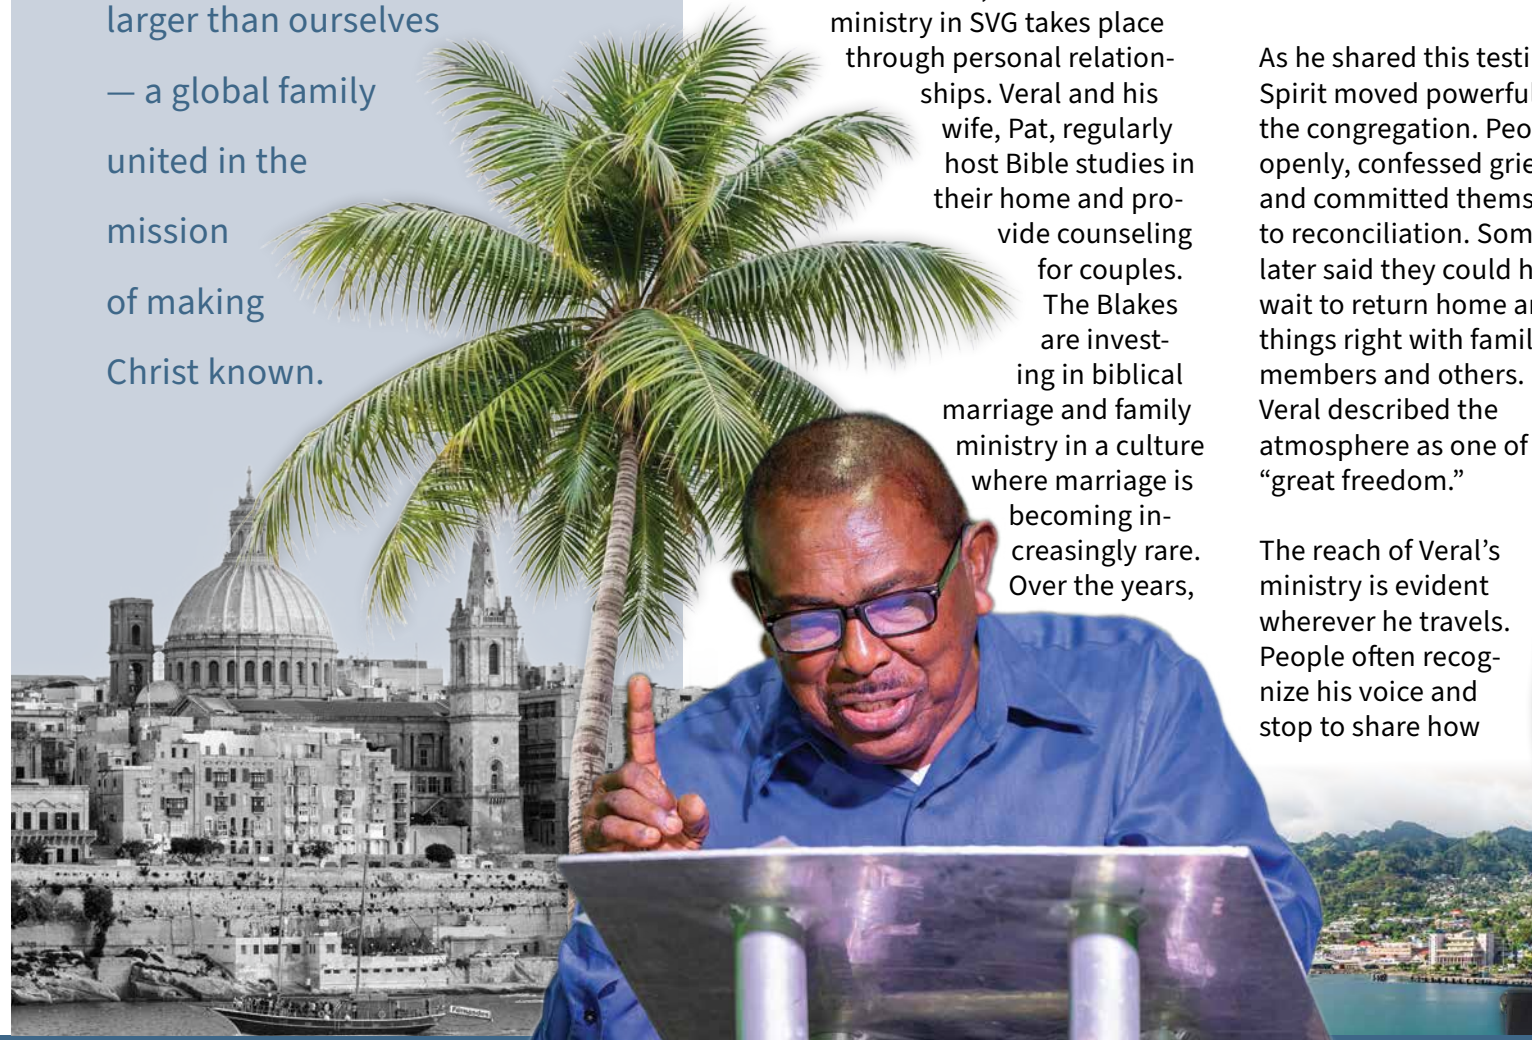 larger than ourselves
— a global family
united in the
mission
of making
Christ known.
ministry in SVG takes place
through personal relation-
ships. Veral and his
wife, Pat, regularly
host Bible studies in
their home and pro-
vide counseling
for couples.
The Blakes
are invest-
ing in biblical
marriage and family
ministry in a culture
where marriage is
becoming in-
creasingly rare.
Over the years,
As he shared this testi
Spirit moved powerful
the congregation. Peo
openly, confessed grie
and committed thems
to reconciliation. Som
later said they could h
wait to return home a
things right with famil
members and others.
Veral described the
atmosphere as one of
“great freedom.”
The reach of Veral’s
ministry is evident
wherever he travels.
People often recog-
nize his voice and
stop to share how
Fernandes